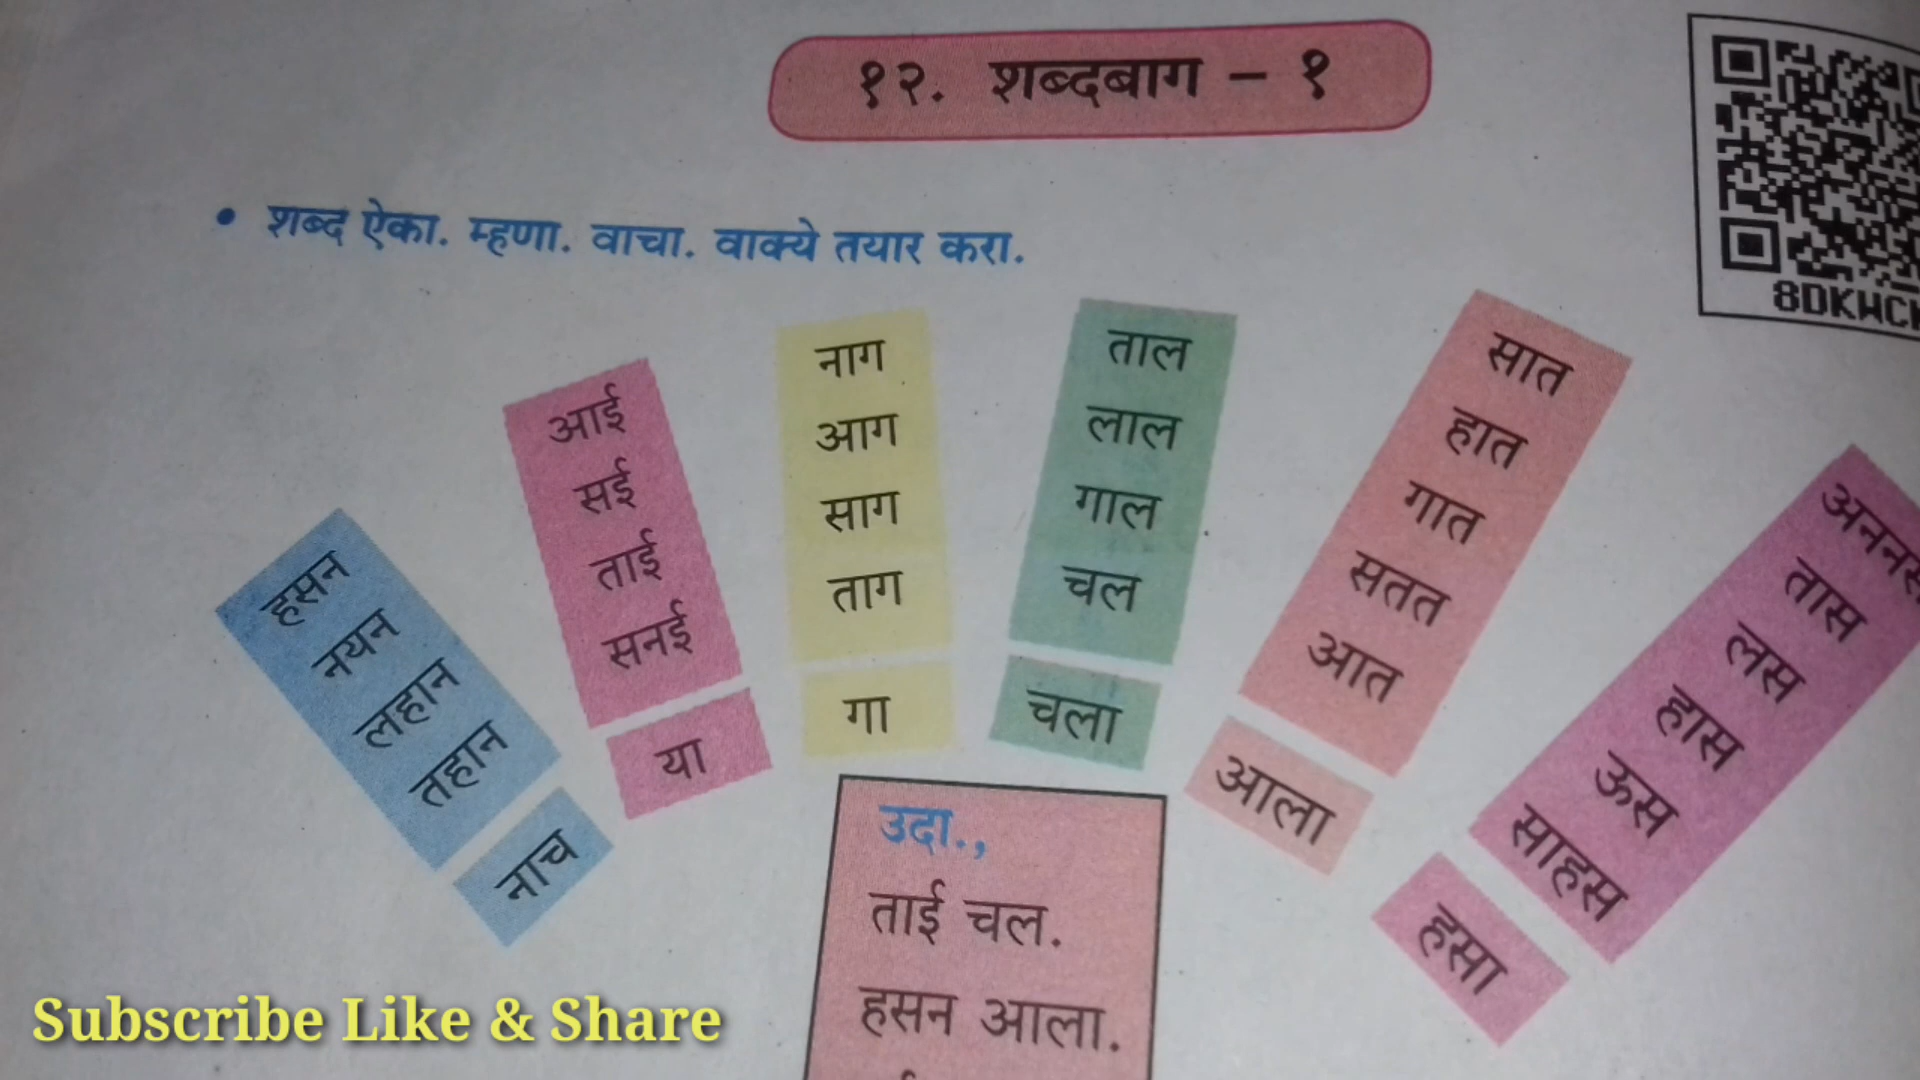 १२. शब्दबाग – १
8DKWC
• शब्द ऐका. म्हणा. वाचा. वाक्ये तयार करा.
हसन
नयन
लहान
तहान
नाच
आई
सई
ताई
सनई
या
नाग
आग
साग
ताग
गा
ताल
लाल
गाल
चल
चला
सात
हात
गात
सतत
आत
आला
तास
लस
हास
ऊस
साहस
हसा
उदा.,
ताई चल.
हसन आला.
Subscribe Like & Share